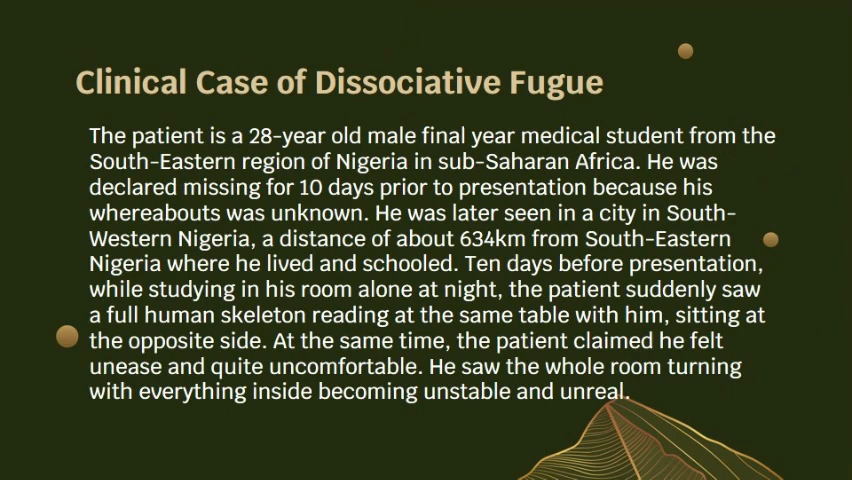 Clinical Case of Dissociative Fugue
The patient is a 28-year old male final year medical student from the
South-Eastern region of Nigeria in sub-Saharan Africa. He was
declared missing for 10 days prior to presentation because his
whereabouts was unknown. He was later seen in a city in South-
Western Nigeria, a distance of about 634km from South-Eastern
Nigeria where he lived and schooled. Ten days before presentation,
while studying in his room alone at night, the patient suddenly saw
a full human skeleton reading at the same table with him, sitting at
the opposite side. At the same time, the patient claimed he felt
unease and quite uncomfortable. He saw the whole room turning
with everything inside becoming unstable and unreal.